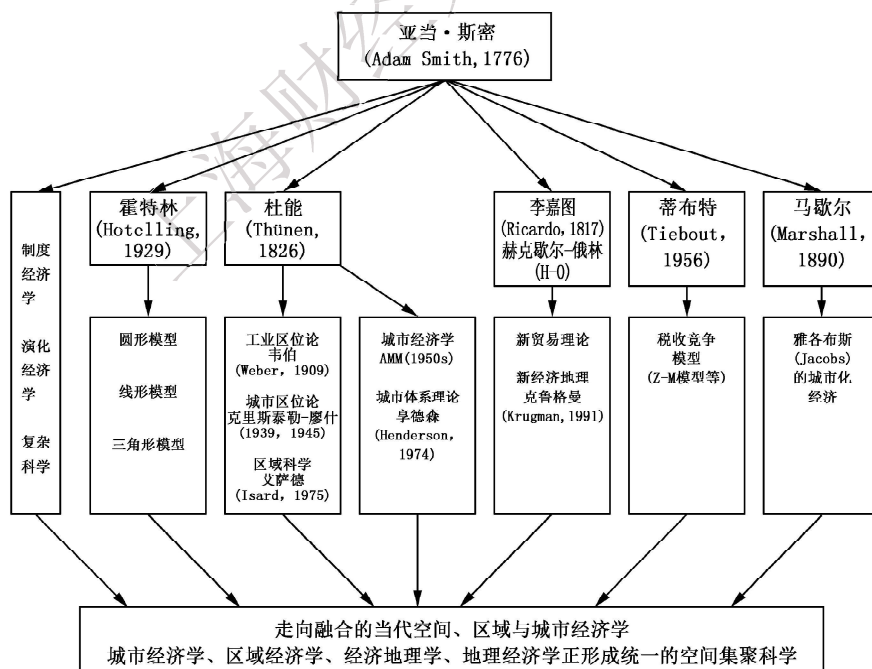 亚当·斯密
(Adam Smith,1776)
制度
经济
学
演化
经济
学
复杂
科学
霍特林
(Hotelling,
1929)
杜能
(Thünen,
1826)
李嘉图
(Ricardo,1817)
赫克歇尔-俄林
(H-O)
蒂布特
(Tiebout,
1956)
马歇尔
(Marshall,
1890)
圆形模型
线形模型
三角形模型
工业区位论
韦伯
(Weber, 1909)
城市区位论
克里斯泰勒-廖什
(1939, 1945)
区域科学
艾萨德
(Isard, 1975)
城市经济学
AMM(1950s)
城市体系理论
享德森
(Henderson,
1974)
新贸易理论
新经济地理
克鲁格曼
(Krugman,1991)
税收竞争
模型
(Z-M模型等)
雅各布斯
(Jacobs)
的城市化
经济
走向融合的当代空间、区域与城市经济学
城市经济学、区域经济学、经济地理学、地理经济学正形成统一的空间集聚科学
上海财经